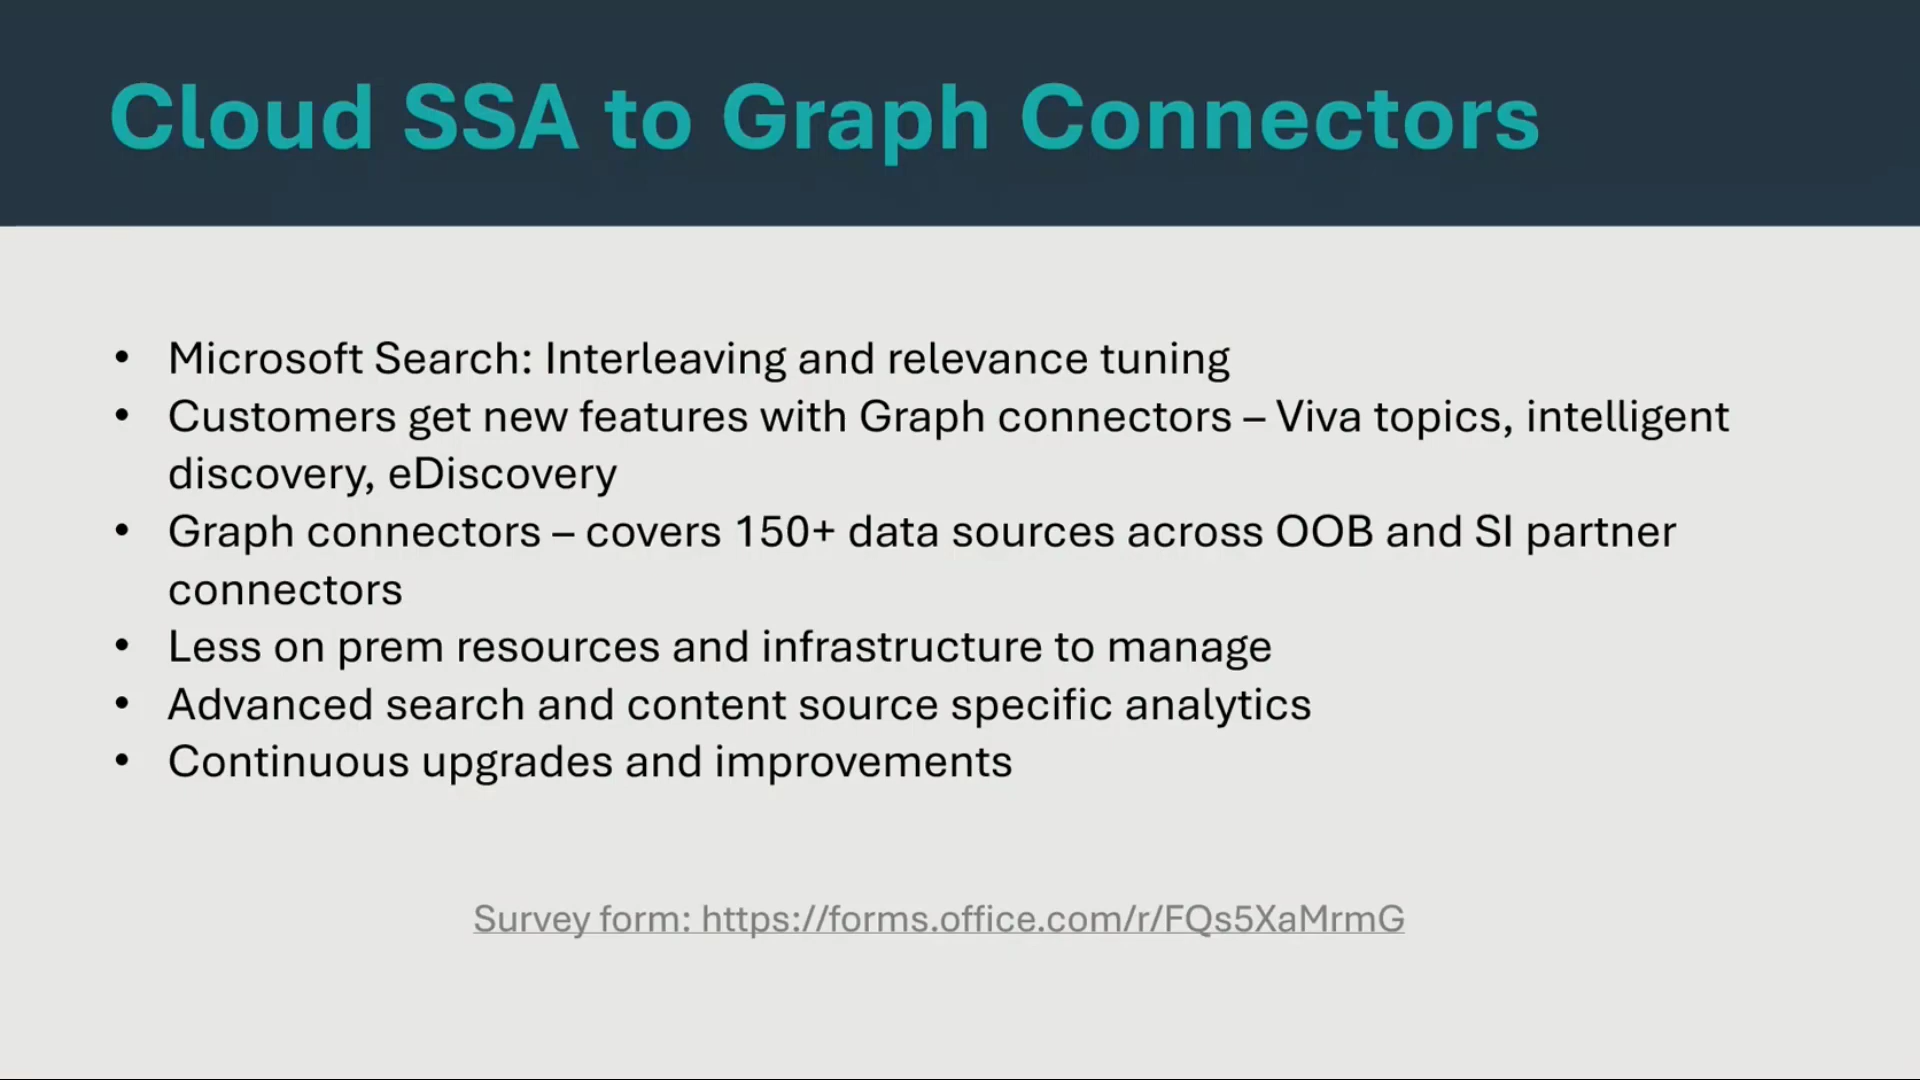 Cloud SSA to Graph Connectors
• Microsoft Search: Interleaving and relevance tuning
• Customers get new features with Graph connectors – Viva topics, intelligent
discovery, eDiscovery
• Graph connectors – covers 150+ data sources across OOB and SI partner
connectors
• Less on prem resources and infrastructure to manage
• Advanced search and content source specific analytics
• Continuous upgrades and improvements
Survey form: https://forms.office.com/r/FQs5XaMrmG